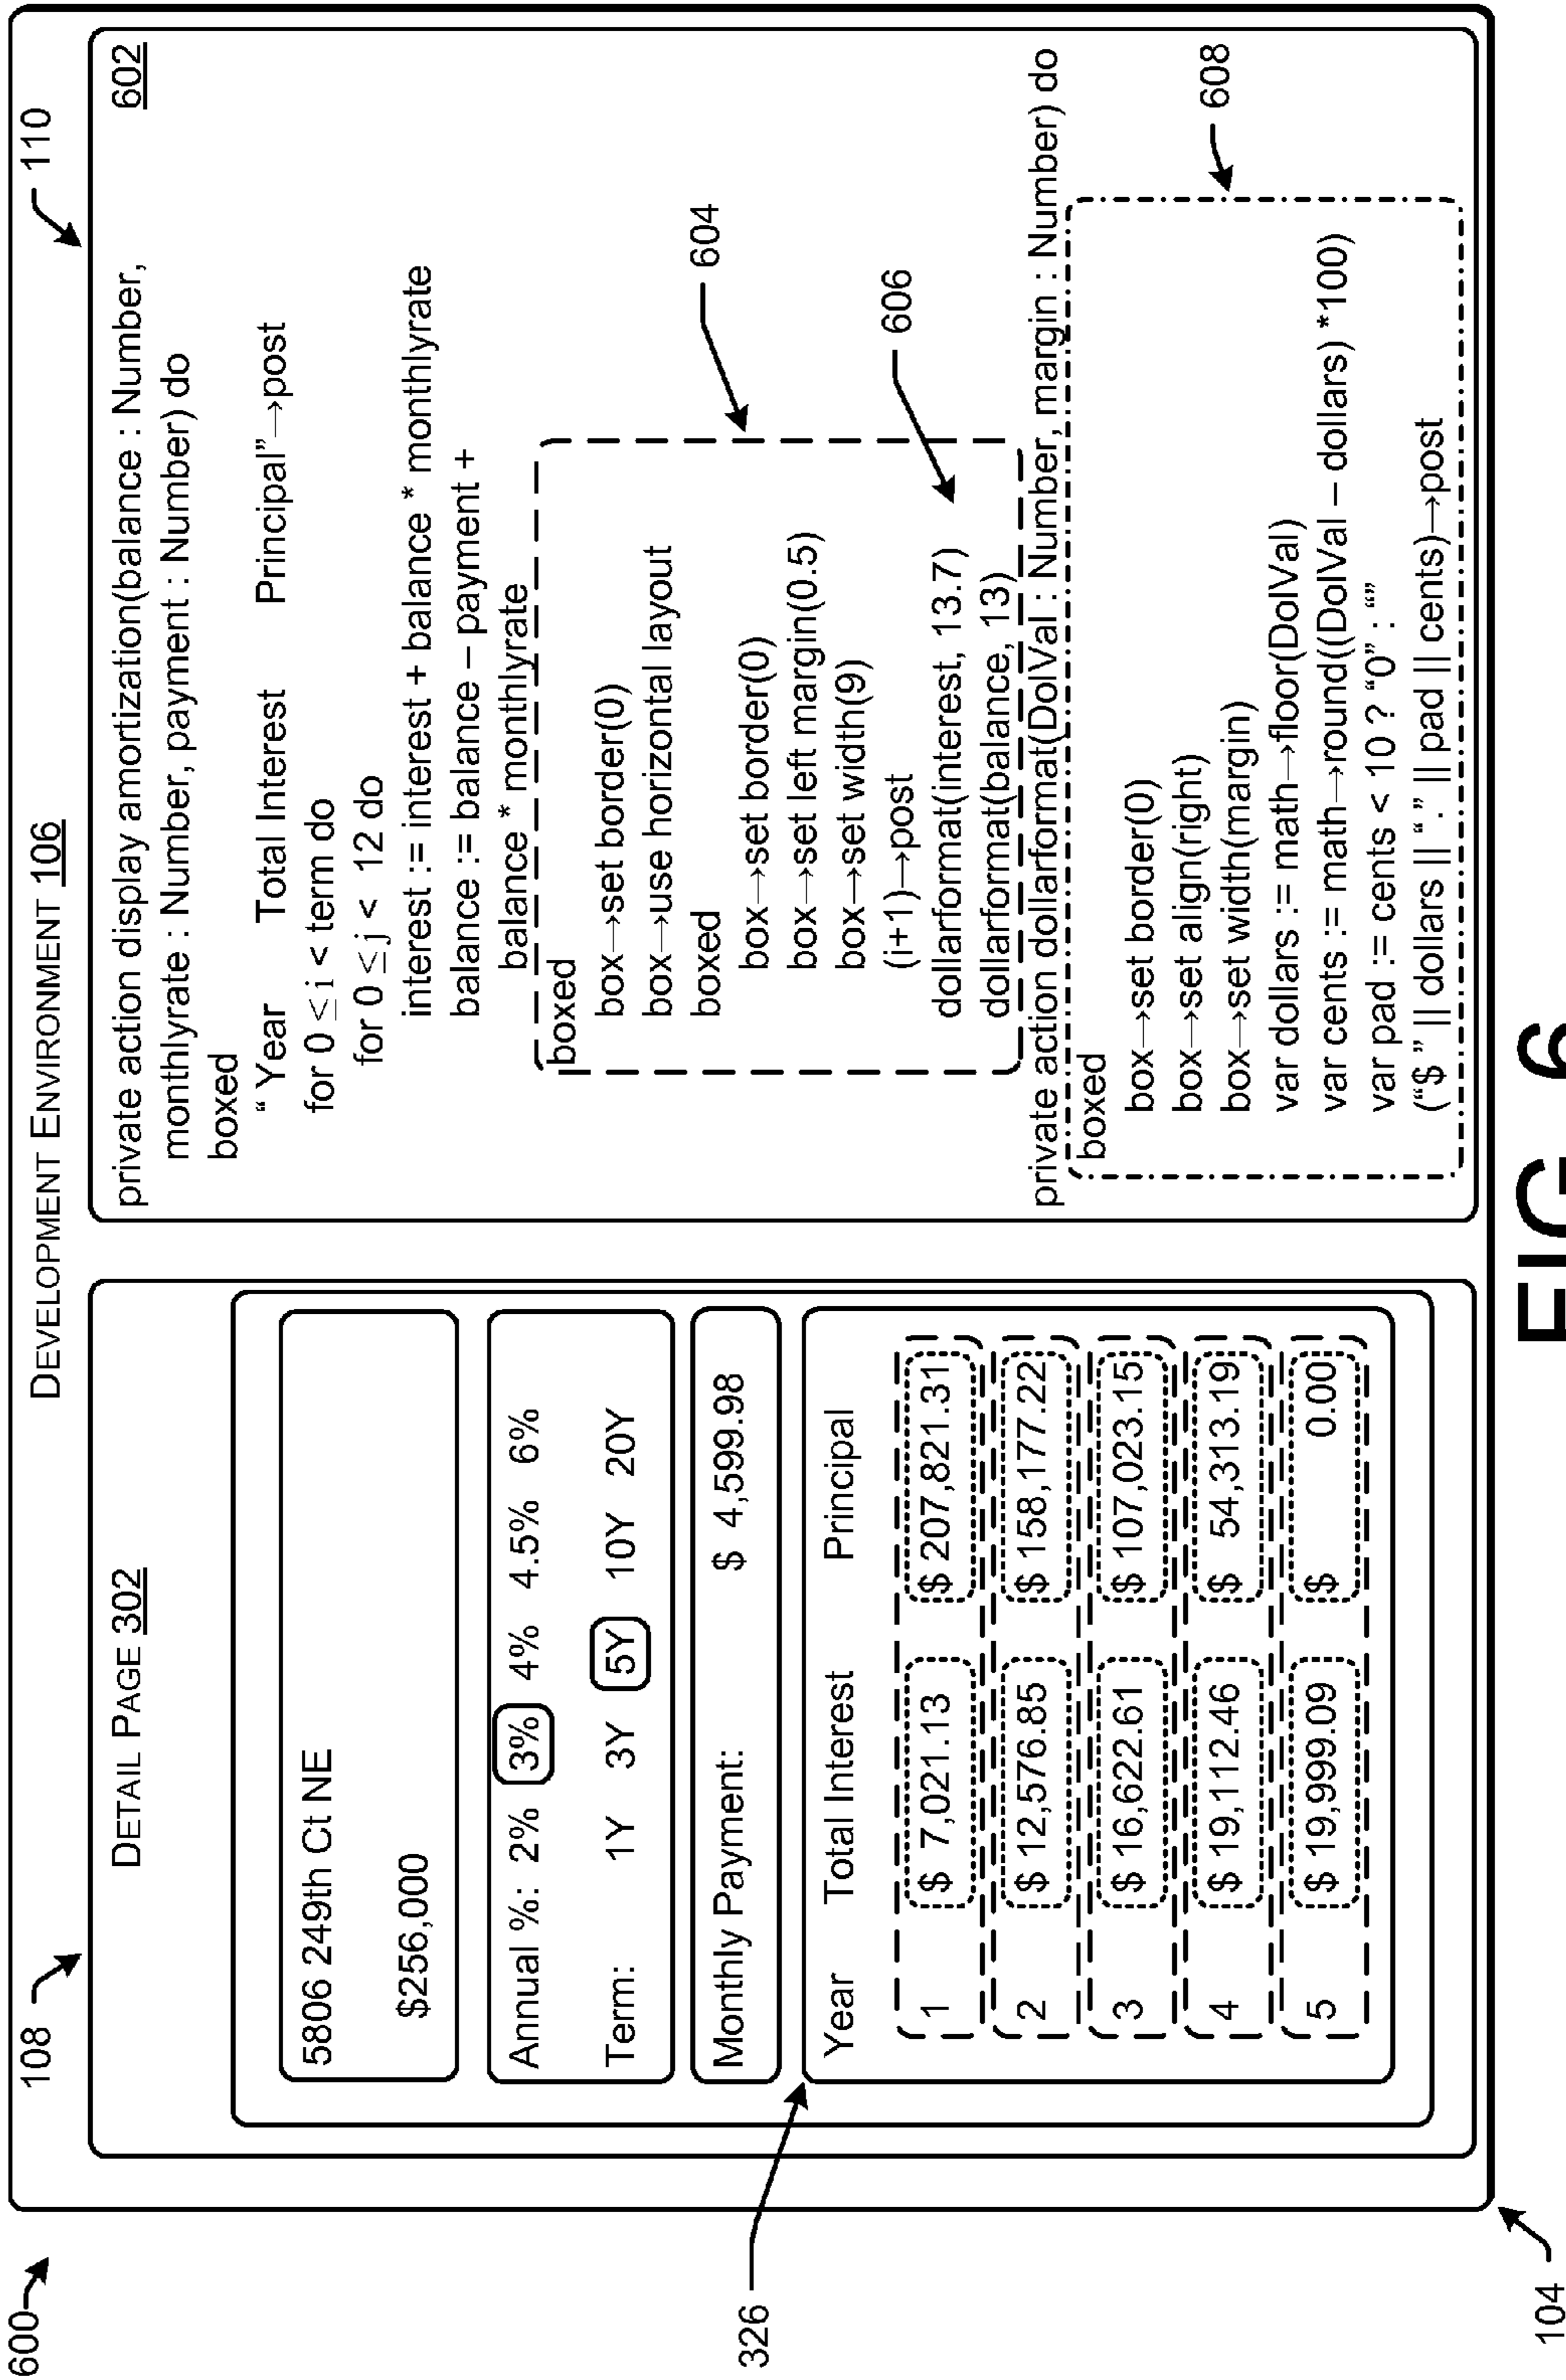 600
108
110
DEVELOPMENT ENVIRONMENT 106
DETAIL PAGE 302
5806 249th Ct NE
$256,000
Annual %: 2% 3% 4% 4.5% 6%
Term: 1Y 3Y 5Y 10Y 20Y
Monthly Payment: $ 4,599.98
326
Year Total Interest Principal
1 $ 7,021.13 $ 207,821.31
2 $ 12,576.85 $ 158,177.22
3 $ 16,622.61 $ 107,023.15
4 $ 19,112.46 $ 54,313.19
5 $ 19,999.09 $ 0.00
104
602
private action display amortization(balance : Number,
monthlyrate : Number, payment : Number) do
boxed
“ Year Total Interest Principal”→post
for 0 ≤ i < term do
for 0 ≤ j < 12 do
interest := interest + balance * monthlyrate
balance := balance – payment +
balance * monthlyrate
604
boxed
box→set border(0)
box→use horizontal layout
boxed
box→set border(0)
box→set left margin(0.5)
box→set width(9)
(i+1)→post
606
dollarformat(interest, 13.7)
dollarformat(balance, 13)
private action dollarformat(DolVal : Number, margin : Number) do
boxed
608
box→set border(0)
box→set align(right)
box→set width(margin)
var dollars := math→floor(DolVal)
var cents := math→round((DolVal – dollars) *100)
var pad := cents < 10 ? “0” : “”
(“$ ” || dollars || “.” || pad || cents)→post
FIG. 6